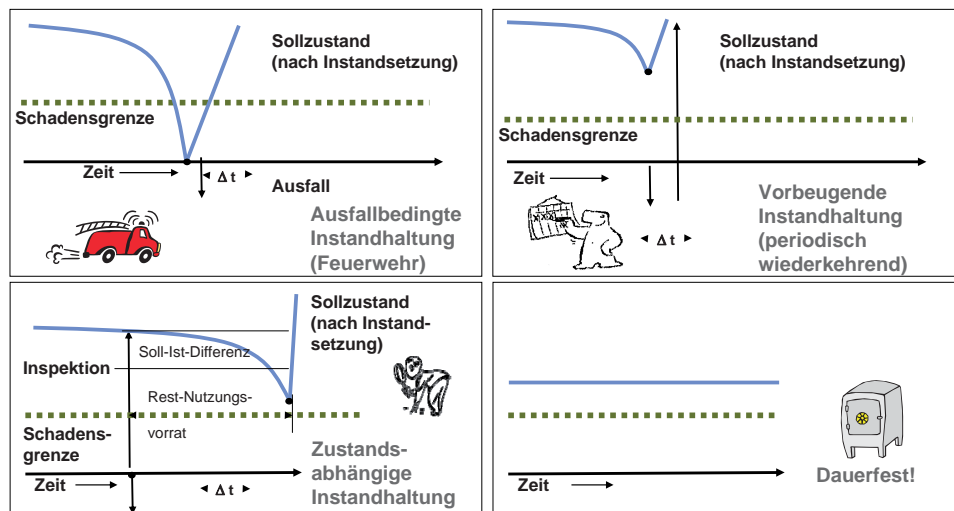 Sollzustand
(nach Instandsetzung)
Schadensgrenze
Zeit
Δ t
Ausfall
Ausfallbedingte
Instandhaltung
(Feuerwehr)
Sollzustand
(nach Instandsetzung)
Schadensgrenze
Zeit
Δ t
Vorbeugende
Instandhaltung
(periodisch
wiederkehrend)
Sollzustand
(nach Instand-
setzung)
Soll-Ist-Differenz
Inspektion
Rest-Nutzungs-
vorrat
Schadens-
grenze
Zeit
Δ t
Zustands-
abhängige
Instandhaltung
Zeit
Dauerfest!